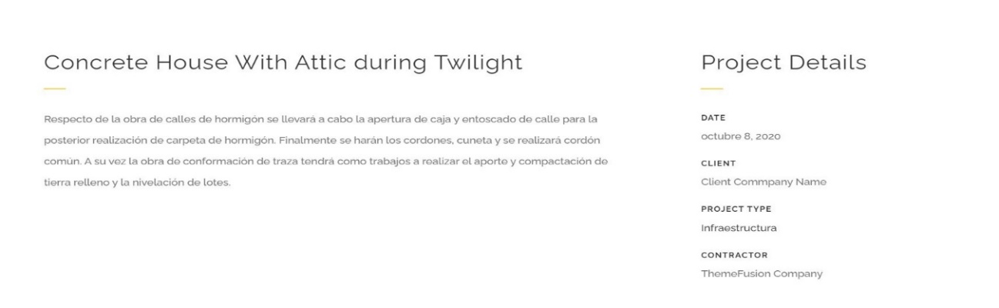 Concrete House With Attic during Twilight
Respecto de la obra de calles de hormigón se llevará a cabo la apertura de caja y entoscado de calle para la
posterior realización de carpeta de hormigón. Finalmente se harán los cordones, cuneta y se realizará cordón
común. A su vez la obra de conformación de traza tendrá como trabajos a realizar el aporte y compactación de
tierra relleno y la nivelación de lotes.
Project Details
DATE
octubre 8, 2020
CLIENT
Client Commpany Name
PROJECT TYPE
Infraestructura
CONTRACTOR
ThemeFusion Company